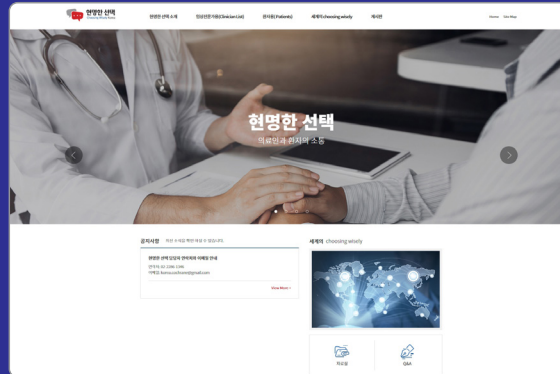 현명한 선택
현명한 선택 소개
임상전문가용(Clinician List)
환자용(Patients)
세계의 choosing wisely
게시판
Home
Site Map
현명한 선택
의료인과 환자의 소통
공지사항
세계의 choosing wisely
현명한 선택 담당자 연락처와 이메일 안내
View More +
자료실
Q&A